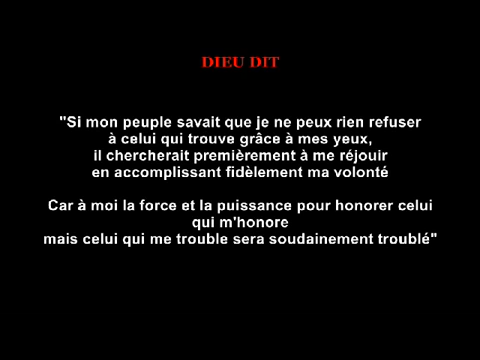 DIEU DIT
"Si mon peuple savait que je ne peux rien refuser
à celui qui trouve grâce à mes yeux,
il chercherait premièrement à me réjouir
en accomplissant fidèlement ma volonté
Car à moi la force et la puissance pour honorer celui
qui m'honore
mais celui qui me trouble sera soudainement troublé"